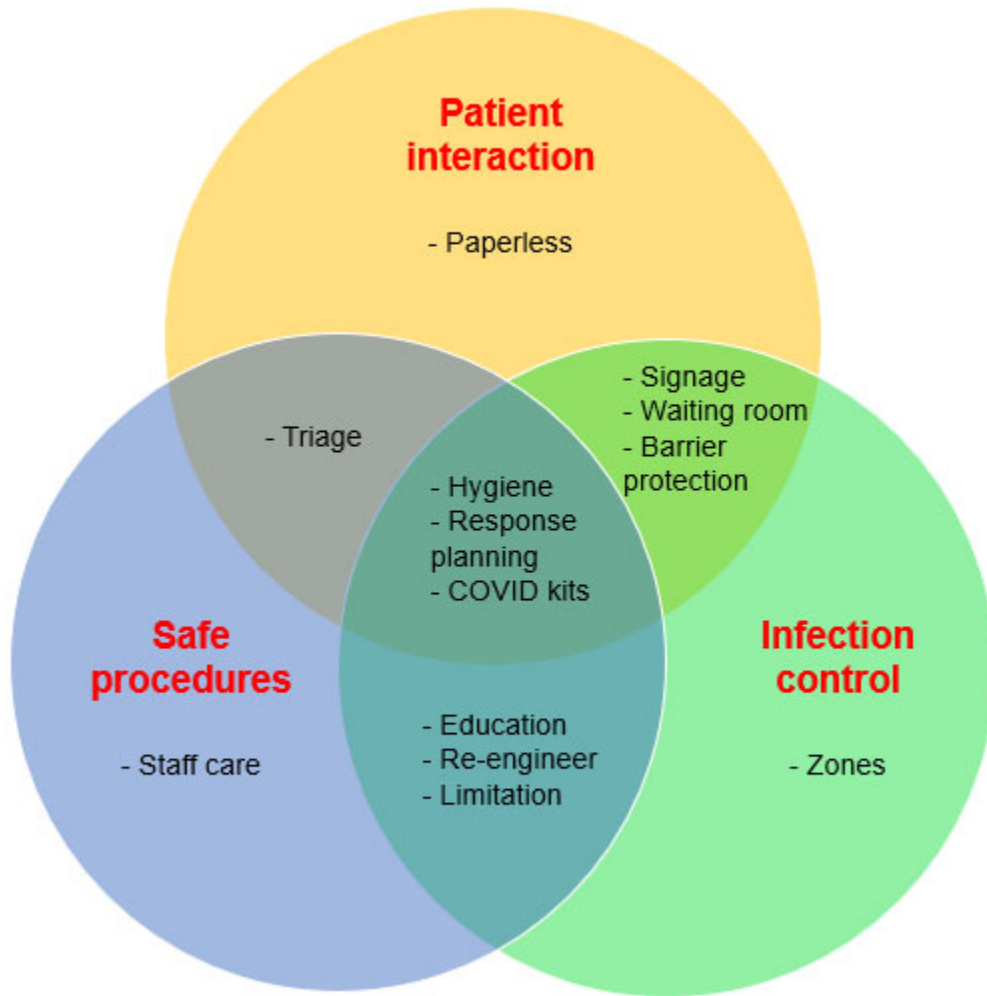 Patient
interaction
- Paperless
- Signage
- Waiting room
- Barrier
protection
- Triage
- Hygiene
- Response
planning
- COVID kits
Safe
procedures
- Staff care
Infection
control
- Zones
- Education
- Re-engineer
- Limitation